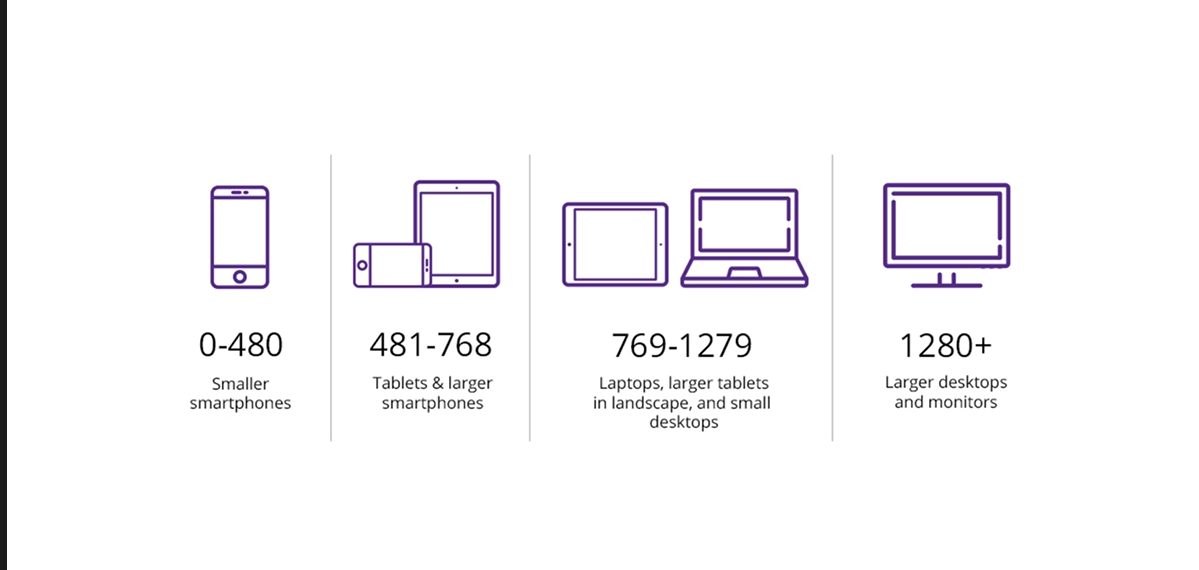 0-480
Smaller
smartphones
481-768
Tablets & larger
smartphones
769-1279
Laptops, larger tablets
in landscape, and small
desktops
1280+
Larger desktops
and monitors